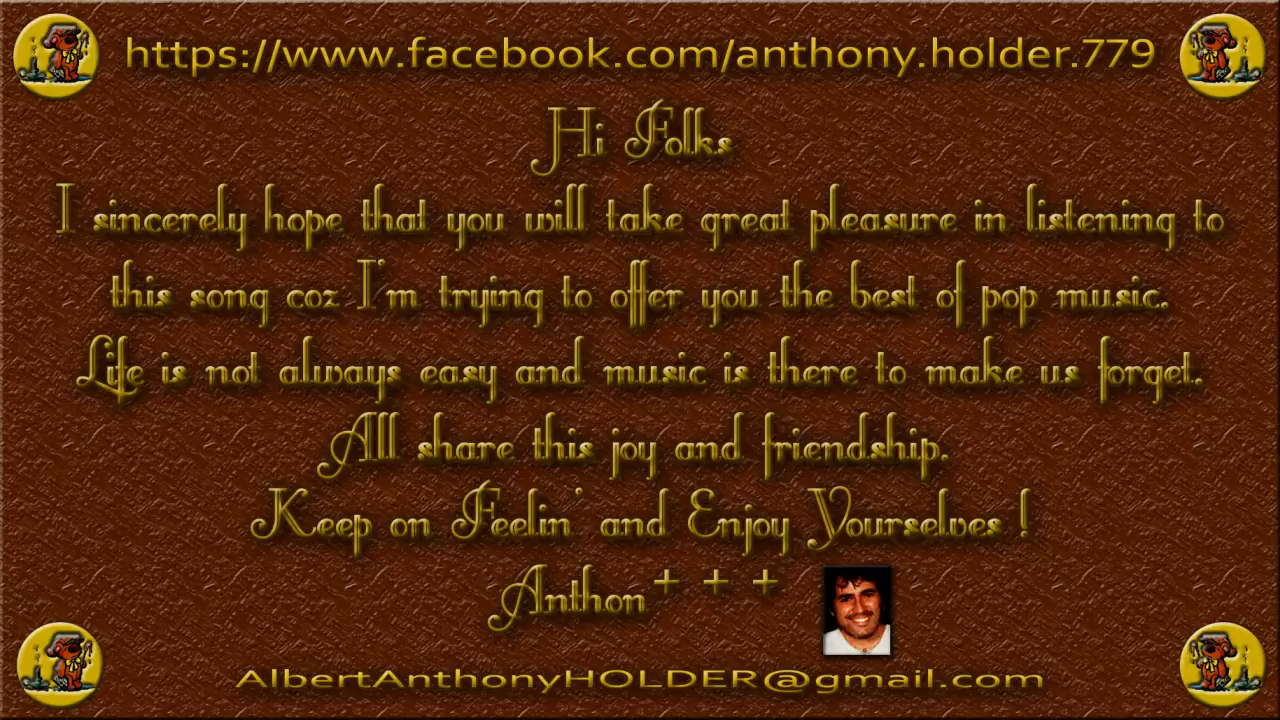 https://www.facebook.com/anthony.holder.779
Hi Folks
I sincerely hope that you will take great pleasure in listening to
this song coz I'm trying to offer you the best of pop music.
Life is not always easy and music is there to make us forget.
All share this joy and friendship.
Keep on Feelin' and Enjoy Yourselves !
Anthon+ + +
AlbertAnthonyHOLDER@gmail.com